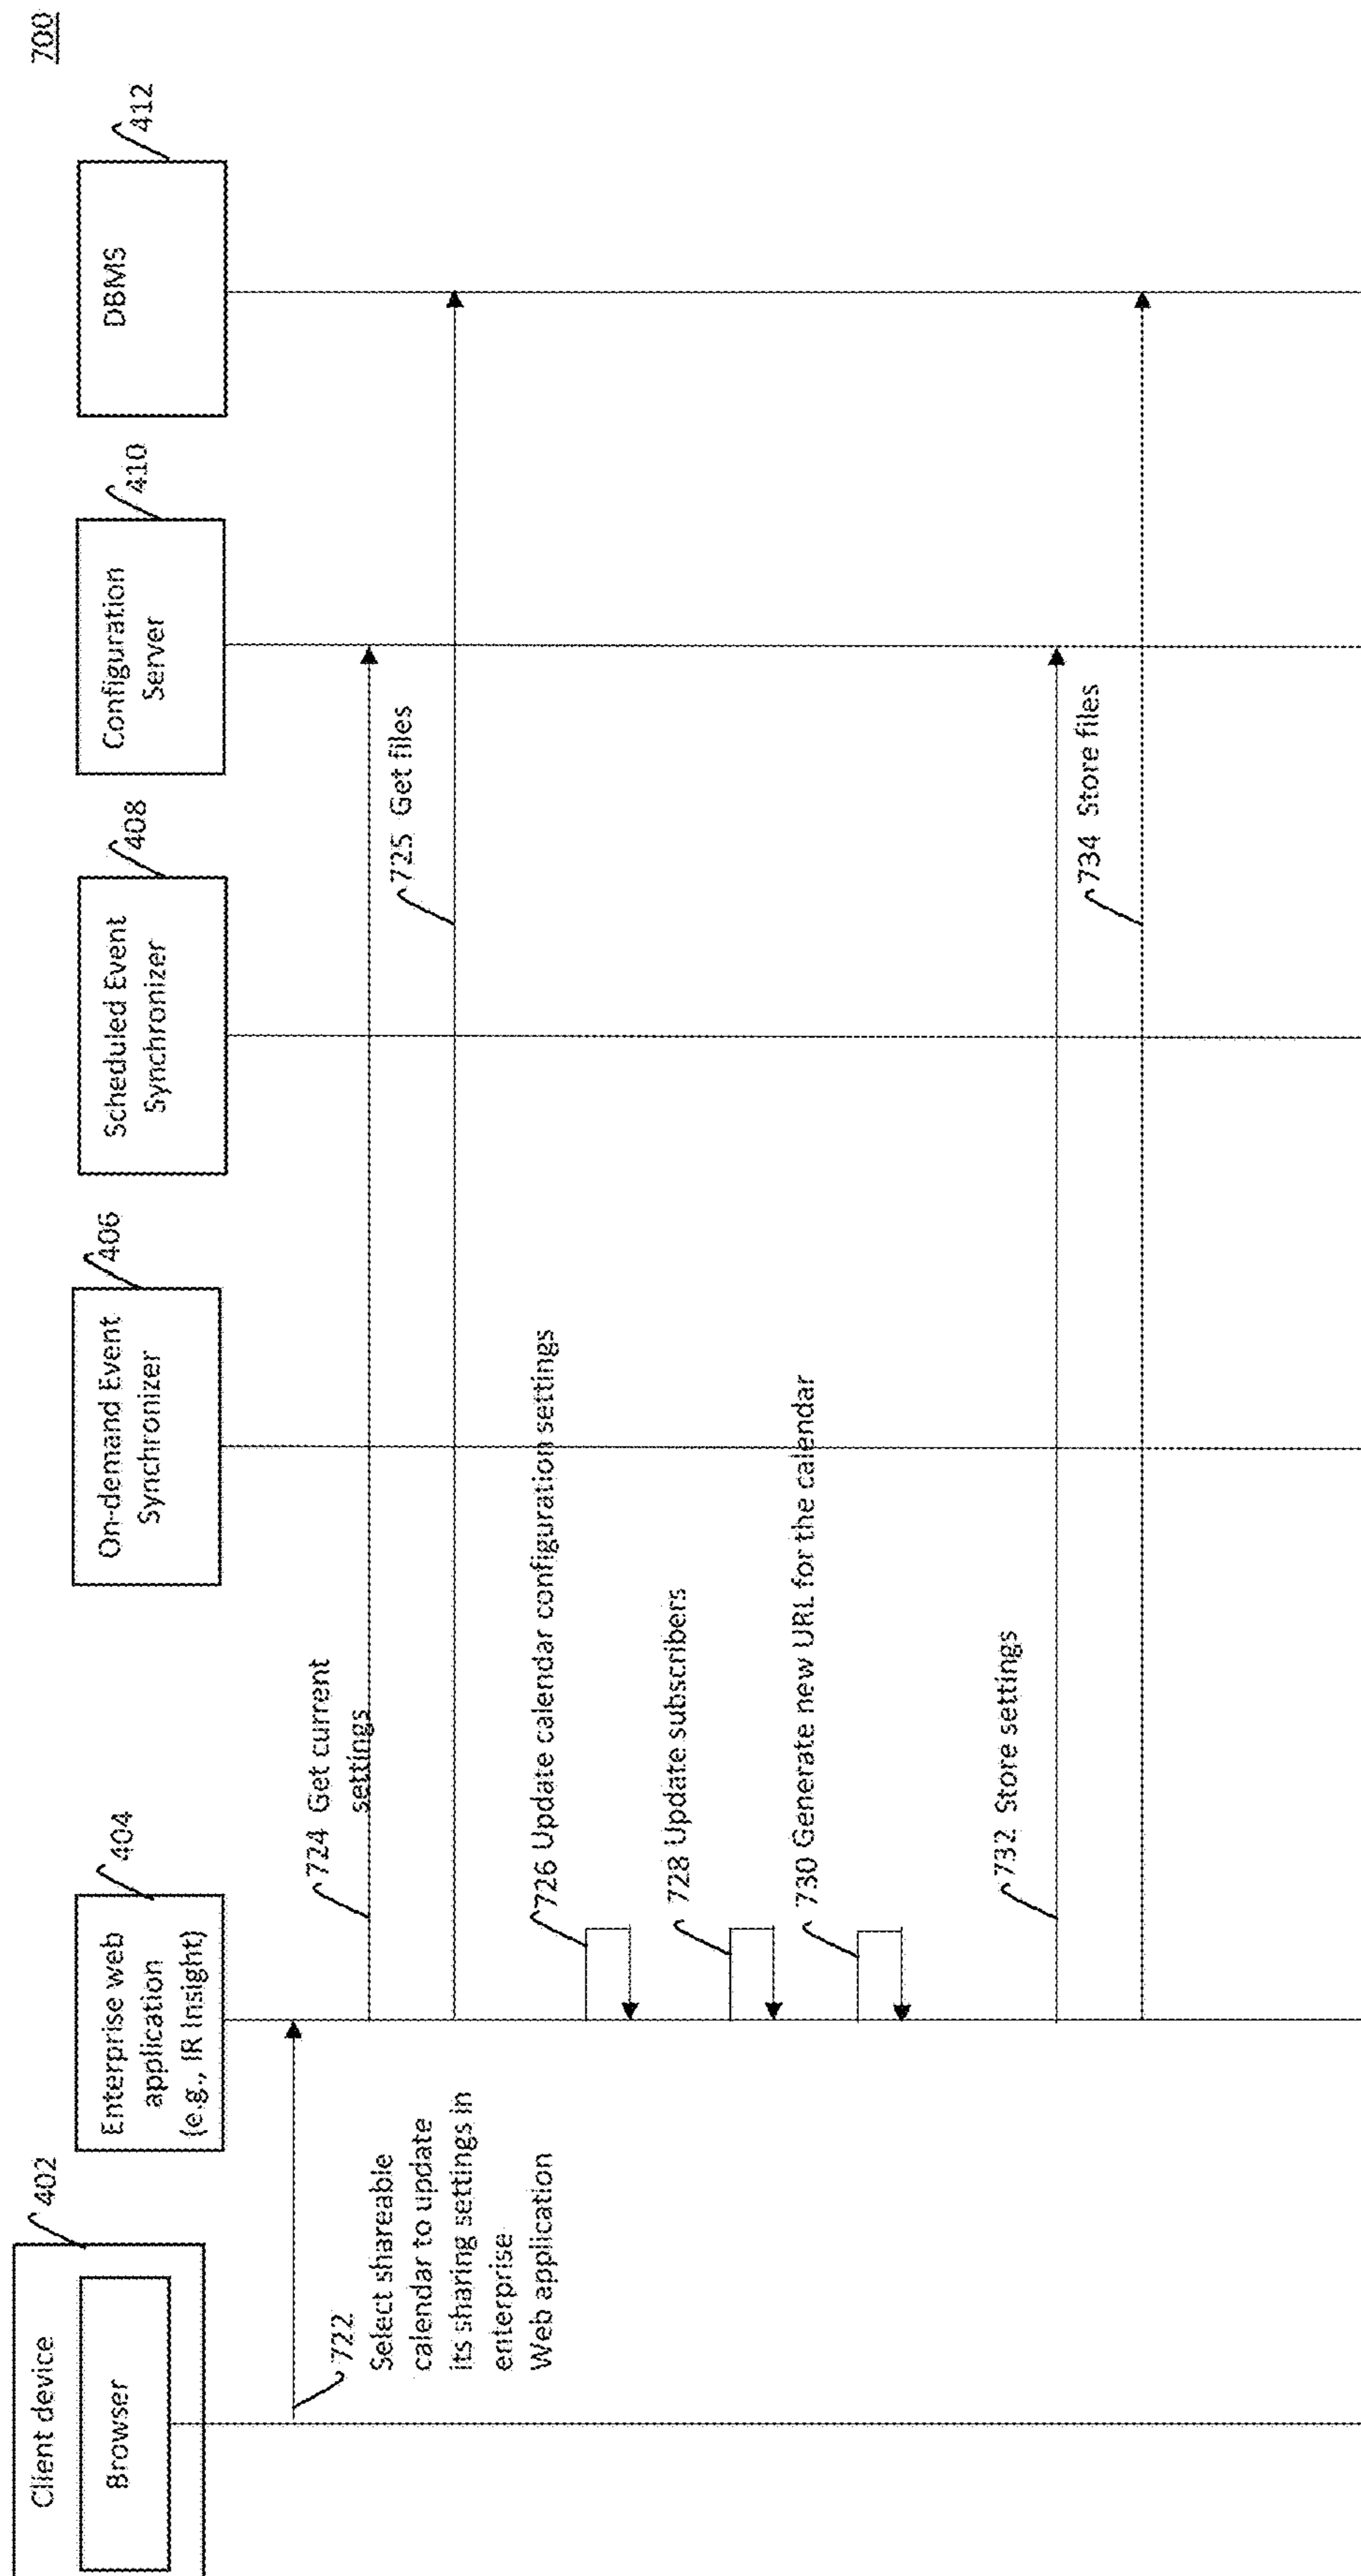 700
Client device
Browser
402
Enterprise web
application
(e.g., IR Insight)
404
On-demand Event
Synchronizer
406
Scheduled Event
Synchronizer
408
Configuration
Server
410
DBMS
412
722
Select shareable
calendar to update
its sharing settings in
enterprise
Web application
724 Get current
settings
725 Get files
726 Update calendar configuration settings
728 Update subscribers
730 Generate new URL for the calendar
732 Store settings
734 Store files